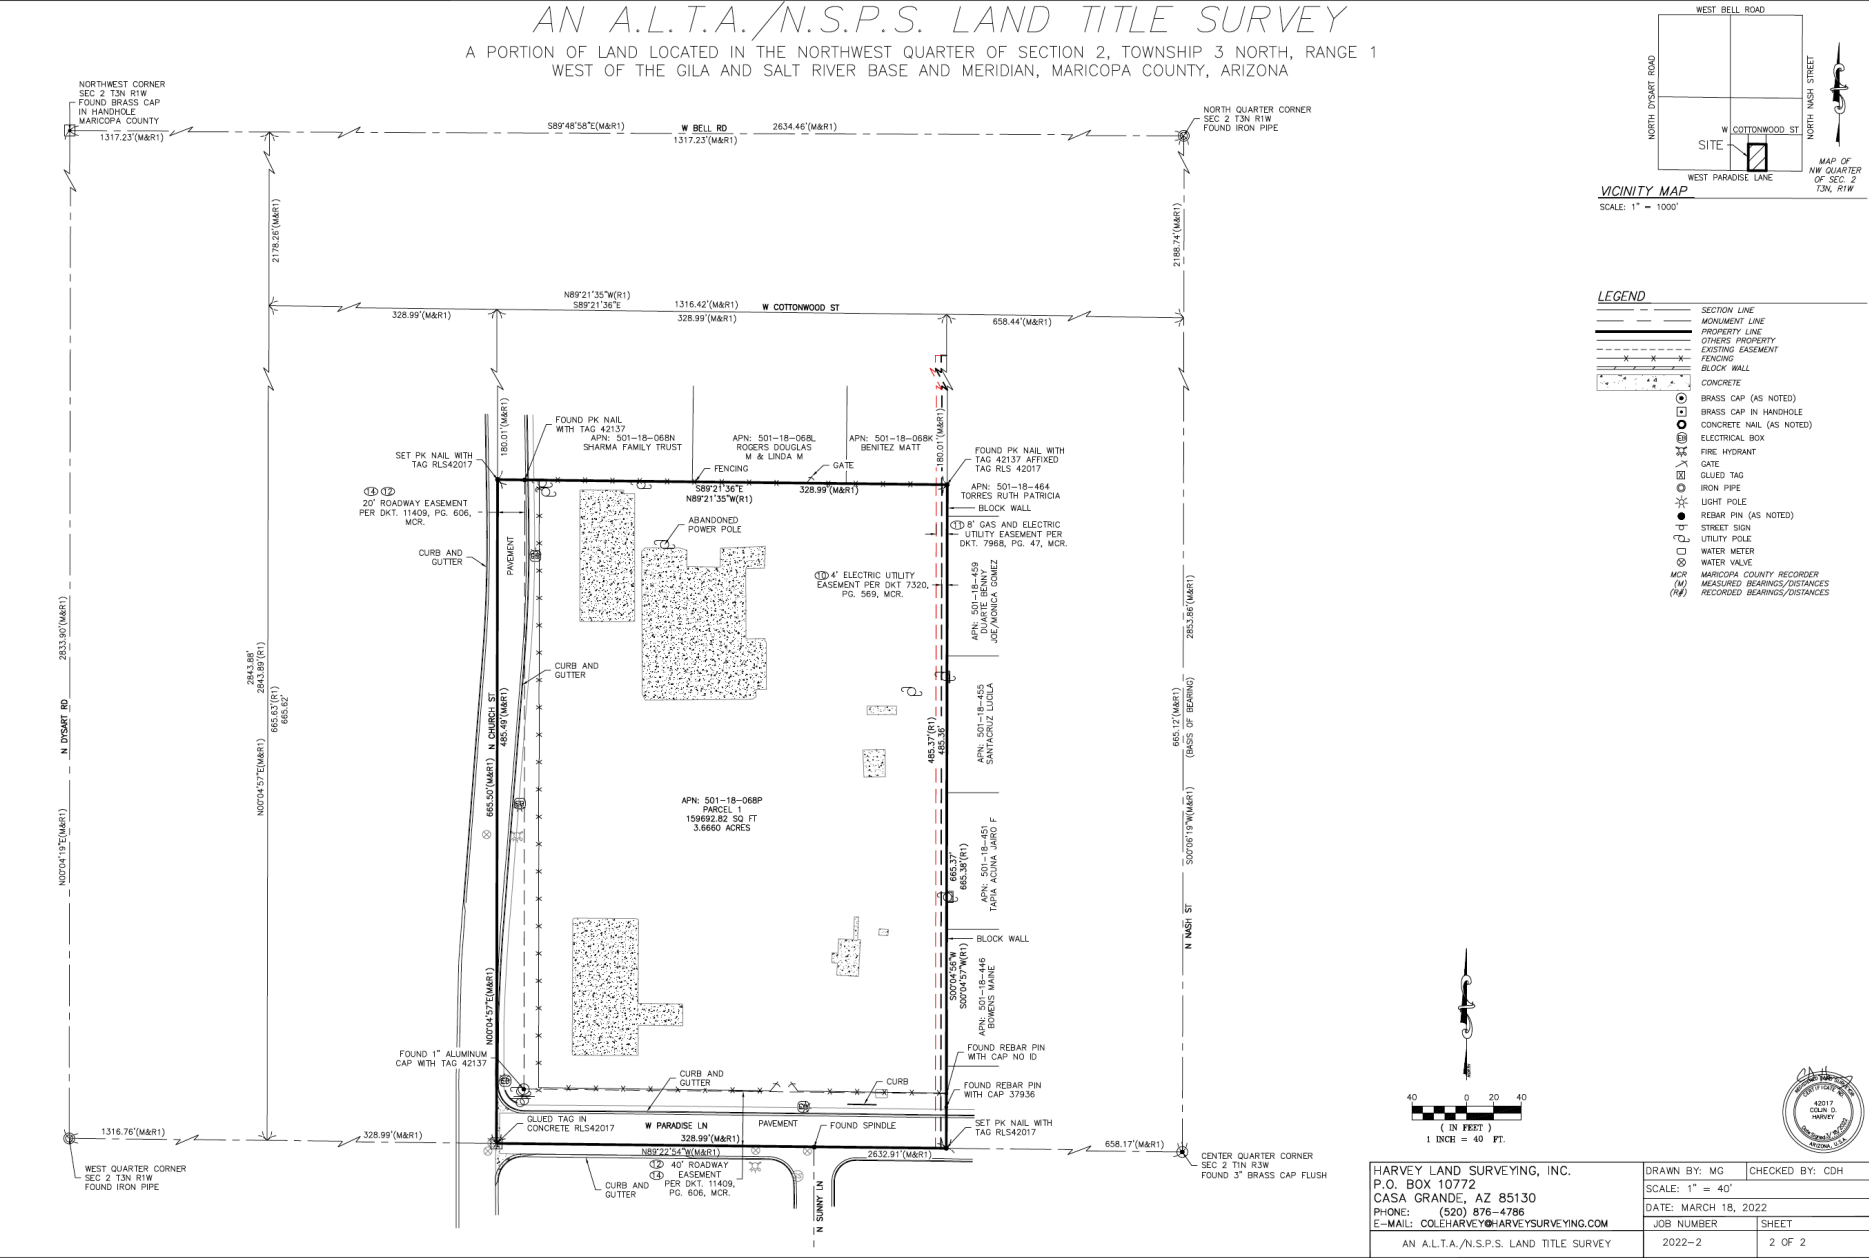 AN A.L.T.A./N.S.P.S. LAND TITLE SURVEY
A PORTION OF LAND LOCATED IN THE NORTHWEST QUARTER OF SECTION 2, TOWNSHIP 3 NORTH, RANGE 1
WEST OF THE GILA AND SALT RIVER BASE AND MERIDIAN, MARICOPA COUNTY, ARIZONA
NORTHWEST CORNER
SEC 2 T3N R1W
FOUND BRASS CAP
IN HANDHOLE
MARICOPA COUNTY
1317.23'(M&R1)
S89°48'58"E(M&R1)
W BELL RD
2634.46'(M&R1)
1317.23'(M&R1)
NORTH QUARTER CORNER
SEC 2 T3N R1W
FOUND IRON PIPE
WEST BELL ROAD
NORTH DYSART ROAD
NORTH NASH STREET
W COTTONWOOD ST
SITE
WEST PARADISE LANE
MAP OF
NW QUARTER
OF SEC. 2
T3N, R1W
VICINITY MAP
SCALE: 1" = 1000'
2178.26'(M&R1)
2188.74'(M&R1)
N89°21'35"W(R1)
S89°21'36"E
1316.42'(M&R1)
W COTTONWOOD ST
328.99'(M&R1)
328.99'(M&R1)
658.44'(M&R1)
LEGEND
SECTION LINE
MONUMENT LINE
PROPERTY LINE
OTHERS PROPERTY
EXISTING EASEMENT
FENCING
BLOCK WALL
CONCRETE
BRASS CAP (AS NOTED)
BRASS CAP IN HANDHOLE
CONCRETE NAIL (AS NOTED)
EB ELECTRICAL BOX
FIRE HYDRANT
GATE
GLUED TAG
IRON PIPE
LIGHT POLE
REBAR PIN (AS NOTED)
STREET SIGN
UTILITY POLE
WATER METER
WATER VALVE
MCR MARICOPA COUNTY RECORDER
(M) MEASURED BEARINGS/DISTANCES
(R#) RECORDED BEARINGS/DISTANCES
180.01'(M&R1)
180.01'(M&R1)
FOUND PK NAIL
WITH TAG 42137
APN: 501-18-068N
SHARMA FAMILY TRUST
APN: 501-18-068L
ROGERS DOUGLAS
M & LINDA M
APN: 501-18-068K
BENITEZ MATT
SET PK NAIL WITH
TAG RLS42017
FENCING
GATE
FOUND PK NAIL WITH
TAG 42137 AFFIXED
TAG RLS 42017
S89°21'36"E
N89°21'35"W(R1)
328.99'(M&R1)
APN: 501-18-464
TORRES RUTH PATRICIA
BLOCK WALL
14 12
20' ROADWAY EASEMENT
PER DKT. 11409, PG. 606,
MCR.
ABANDONED
POWER POLE
11 8' GAS AND ELECTRIC
UTILITY EASEMENT PER
DKT. 7968, PG. 47, MCR.
CURB AND
GUTTER
PAVEMENT
10 4' ELECTRIC UTILITY
EASEMENT PER DKT 7320,
PG. 569, MCR.
APN: 501-18-459
DUARTE BENNY
JOE/MONICA GOMEZ
2833.90'(M&R1)
N DYSART RD
N00°04'19"E(M&R1)
2843.88'
2843.89'(R1)
665.63'(R1)
665.62'
N00°04'57"E(M&R1)
CURB AND
GUTTER
N CHURCH ST
485.49'(M&R1)
665.50'(M&R1)
N00°04'57"E(M&R1)
APN: 501-18-455
SANTACRUZ LUCILA
485.37'(R1)
485.36'
2853.86'(M&R1)
(BASIS OF BEARING)
665.12'(M&R1)
S00°06'19"W(M&R1)
N NASH ST
APN: 501-18-068P
PARCEL 1
159692.82 SQ FT
3.6660 ACRES
665.37'
665.38'(R1)
APN: 501-18-451
TAPIA ACUNA JAIRO F
BLOCK WALL
S00°04'56"W
S00°04'57"W(R1)
APN: 501-18-446
BOWENS MAINE
FOUND 1" ALUMINUM
CAP WITH TAG 42137
FOUND REBAR PIN
WITH CAP NO ID
CURB AND
GUTTER
CURB
FOUND REBAR PIN
WITH CAP 37936
GLUED TAG IN
CONCRETE RLS42017
W PARADISE LN
PAVEMENT
FOUND SPINDLE
SET PK NAIL WITH
TAG RLS42017
1316.76'(M&R1)
328.99'(M&R1)
328.99'(M&R1)
N89°22'54"W(M&R1)
2632.91'(M&R1)
658.17'(M&R1)
WEST QUARTER CORNER
SEC 2 T3N R1W
FOUND IRON PIPE
CURB AND
GUTTER
12 40' ROADWAY
14 EASEMENT
PER DKT. 11409,
PG. 606, MCR.
N SUNNY LN
CENTER QUARTER CORNER
SEC 2 T1N R3W
FOUND 3" BRASS CAP FLUSH
40 0 20 40
( IN FEET )
1 INCH = 40 FT.
42017
COLIN D.
HARVEY
ARIZONA, U.S.A.
HARVEY LAND SURVEYING, INC.
P.O. BOX 10772
CASA GRANDE, AZ 85130
PHONE: (520) 876-4786
E-MAIL: COLEHARVEY@HARVEYSURVEYING.COM
AN A.L.T.A./N.S.P.S. LAND TITLE SURVEY
DRAWN BY: MG
CHECKED BY: CDH
SCALE: 1" = 40'
DATE: MARCH 18, 2022
JOB NUMBER
SHEET
2022-2
2 OF 2